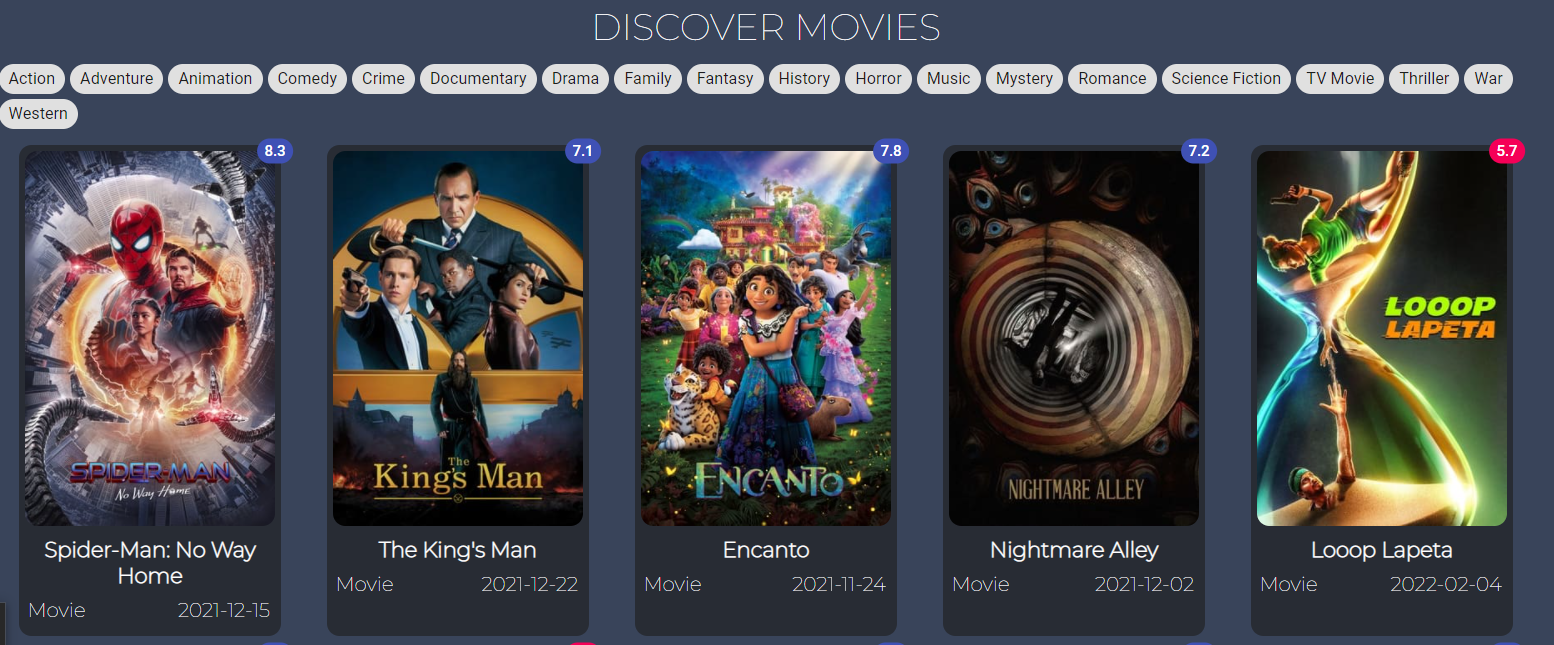 DISCOVER MOVIES
Action Adventure Animation Comedy Crime Documentary Drama Family Fantasy History Horror Music Mystery Romance Science Fiction TV Movie Thriller War
Western
8.3 7.1 7.8 7.2 5.7
SPIDER-MAN
No Way Home
The
King's Man
ENCANTO
NIGHTMARE ALLEY
LOOOP
LAPETA
Spider-Man: No Way
Home
Movie 2021-12-15
The King's Man
Movie 2021-12-22
Encanto
Movie 2021-11-24
Nightmare Alley
Movie 2021-12-02
Looop Lapeta
Movie 2022-02-04